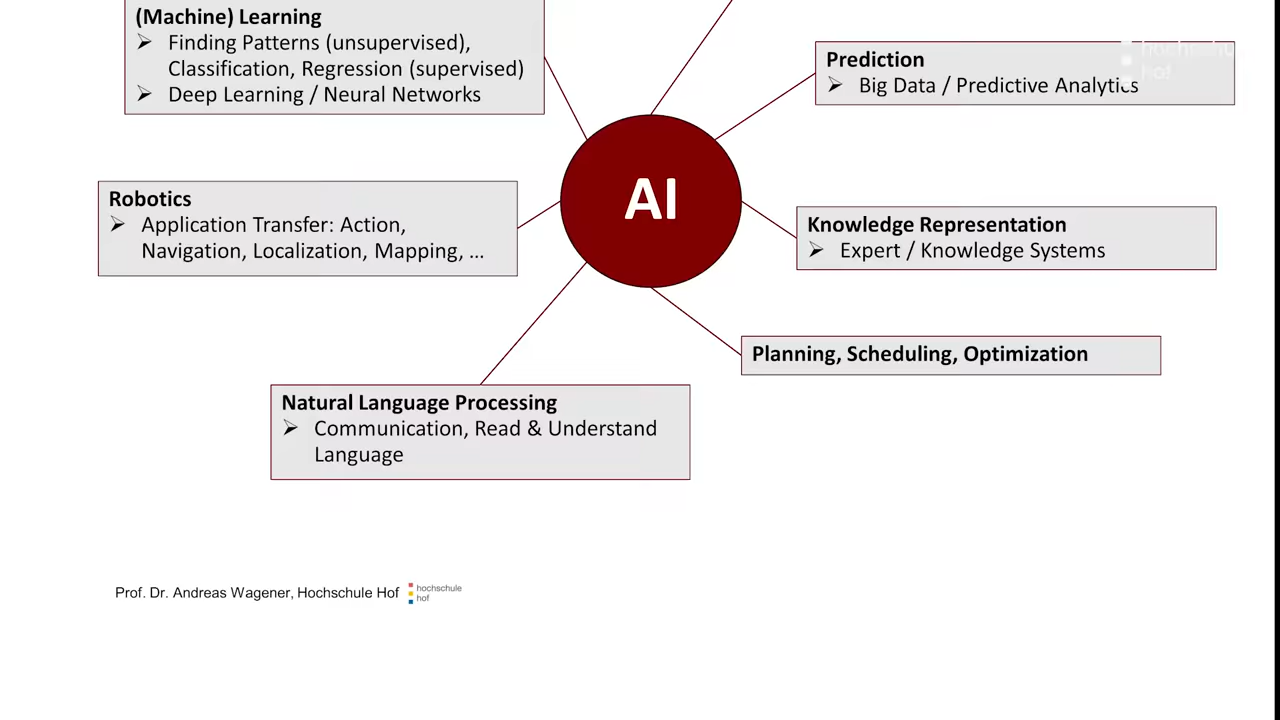 (Machine) Learning
➢ Finding Patterns (unsupervised),
Classification, Regression (supervised)
➢ Deep Learning / Neural Networks
hochschule
hof
Prediction
➢ Big Data / Predictive Analytics
AI
Robotics
➢ Application Transfer: Action,
Navigation, Localization, Mapping, ...
Knowledge Representation
➢ Expert / Knowledge Systems
Planning, Scheduling, Optimization
Natural Language Processing
➢ Communication, Read & Understand
Language
Prof. Dr. Andreas Wagener, Hochschule Hof
hochschule
hof